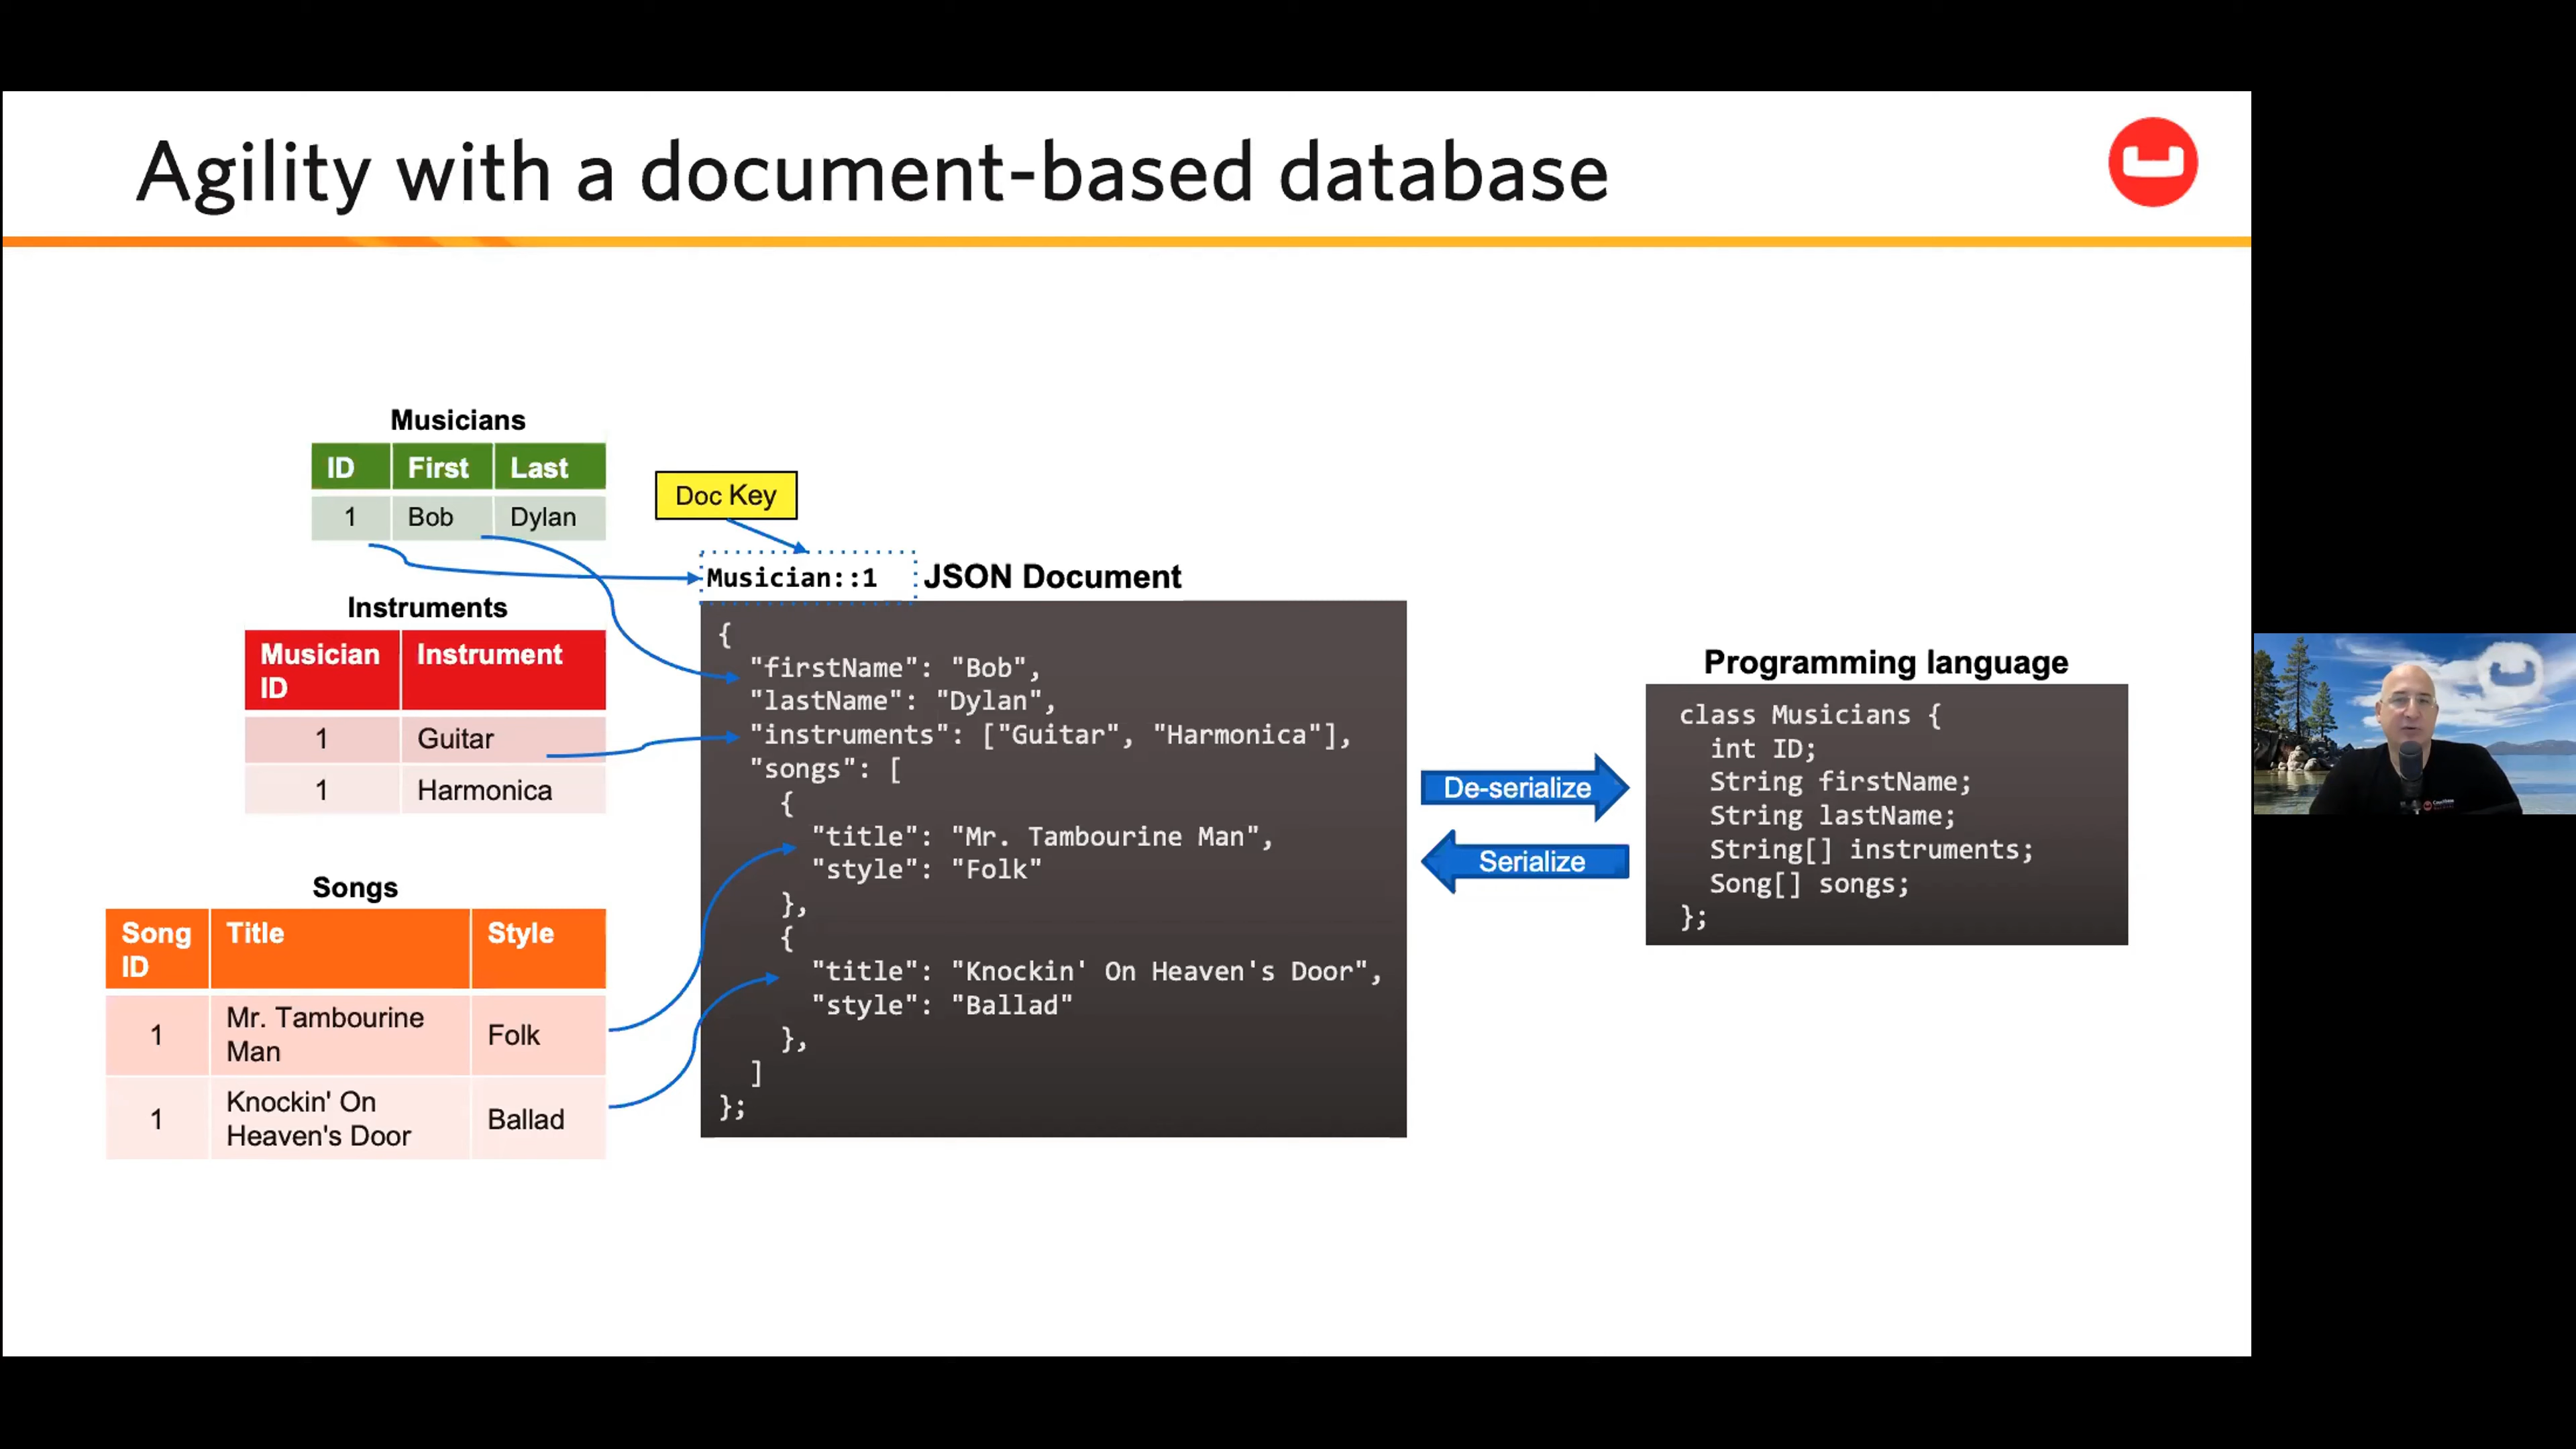 Agility with a document-based database
Musicians
ID First Last
1 Bob Dylan
Doc Key
Musician::1 JSON Document
Instruments
Musician ID Instrument
1 Guitar
1 Harmonica
Songs
Song ID Title Style
1 Mr. Tambourine Man Folk
1 Knockin' On Heaven's Door Ballad
{
"firstName": "Bob",
"lastName": "Dylan",
"instruments": ["Guitar", "Harmonica"],
"songs": [
{
"title": "Mr. Tambourine Man",
"style": "Folk"
},
{
"title": "Knockin' On Heaven's Door",
"style": "Ballad"
},
]
};
De-serialize
Serialize
Programming language
class Musicians {
int ID;
String firstName;
String lastName;
String[] instruments;
Song[] songs;
};